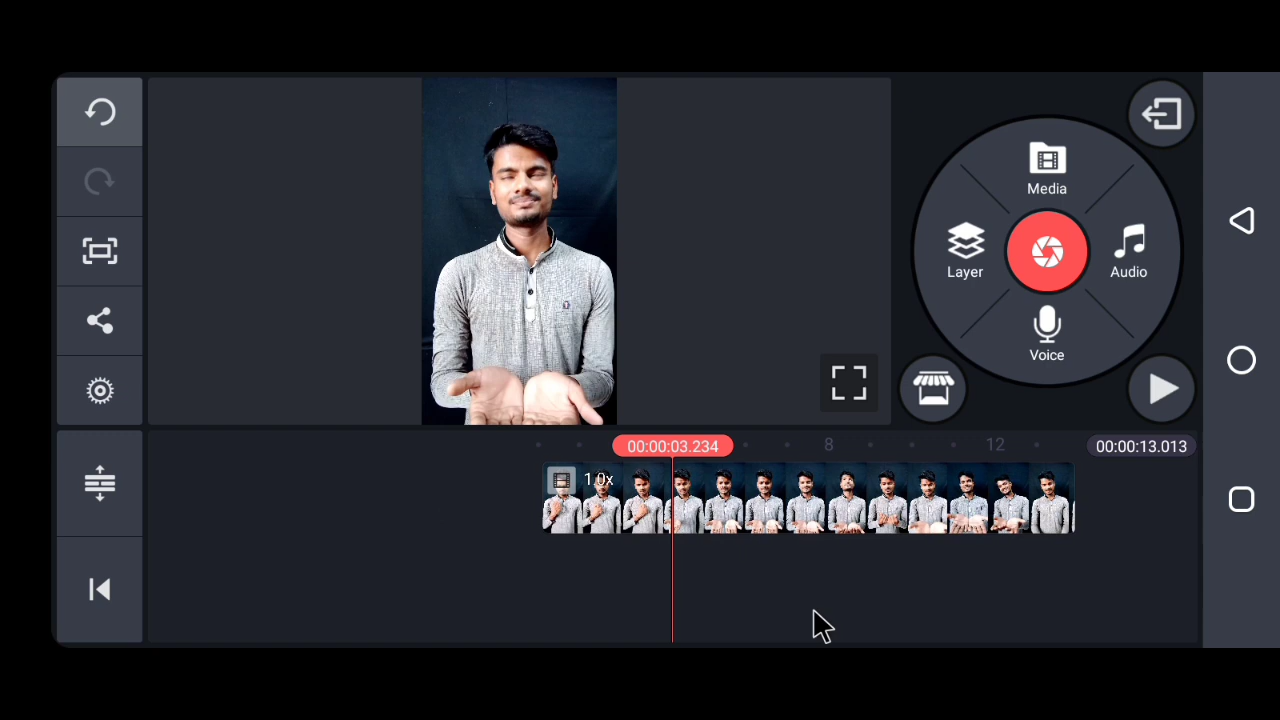 Media
Layer
Audio
Voice
00:00:03.234
8
12
00:00:13.013
1.0x